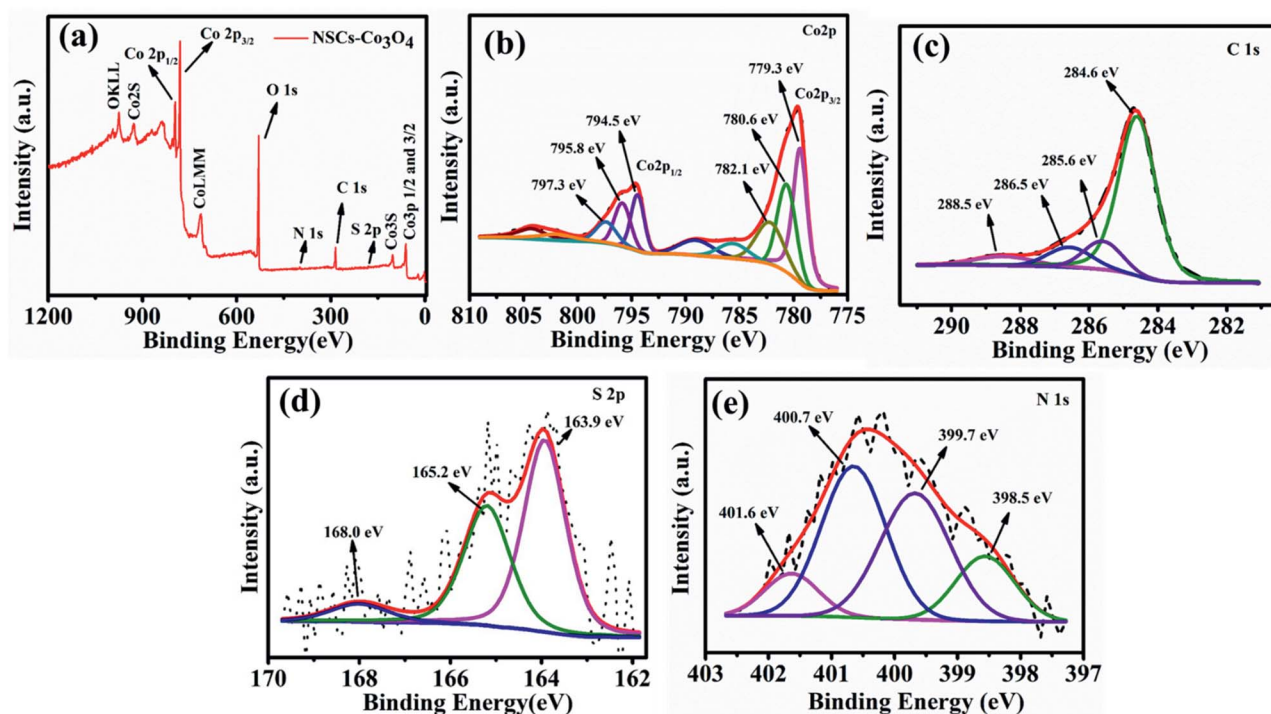 (a)
NSCs-Co3O4
Co 2p3/2
Co 2p1/2
OKLL
Co2S
CoLMM
O 1s
N 1s
C 1s
S 2p
Co3S
Co3p 1/2 and 3/2
Intensity (a.u.)
1200 900 600 300 0
Binding Energy(eV)
(b)
Co2p
779.3 eV
Co2p3/2
780.6 eV
782.1 eV
794.5 eV
795.8 eV
Co2p1/2
797.3 eV
Intensity (a.u.)
810 805 800 795 790 785 780 775
Binding Energy (eV)
(c)
C 1s
284.6 eV
285.6 eV
286.5 eV
288.5 eV
Intensity (a.u.)
290 288 286 284 282
Binding Energy (eV)
(d)
S 2p
163.9 eV
165.2 eV
168.0 eV
Intensity (a.u.)
170 168 166 164 162
Binding Energy (eV)
(e)
N 1s
400.7 eV
399.7 eV
398.5 eV
401.6 eV
Intensity (a.u.)
403 402 401 400 399 398 397
Binding Energy (eV)